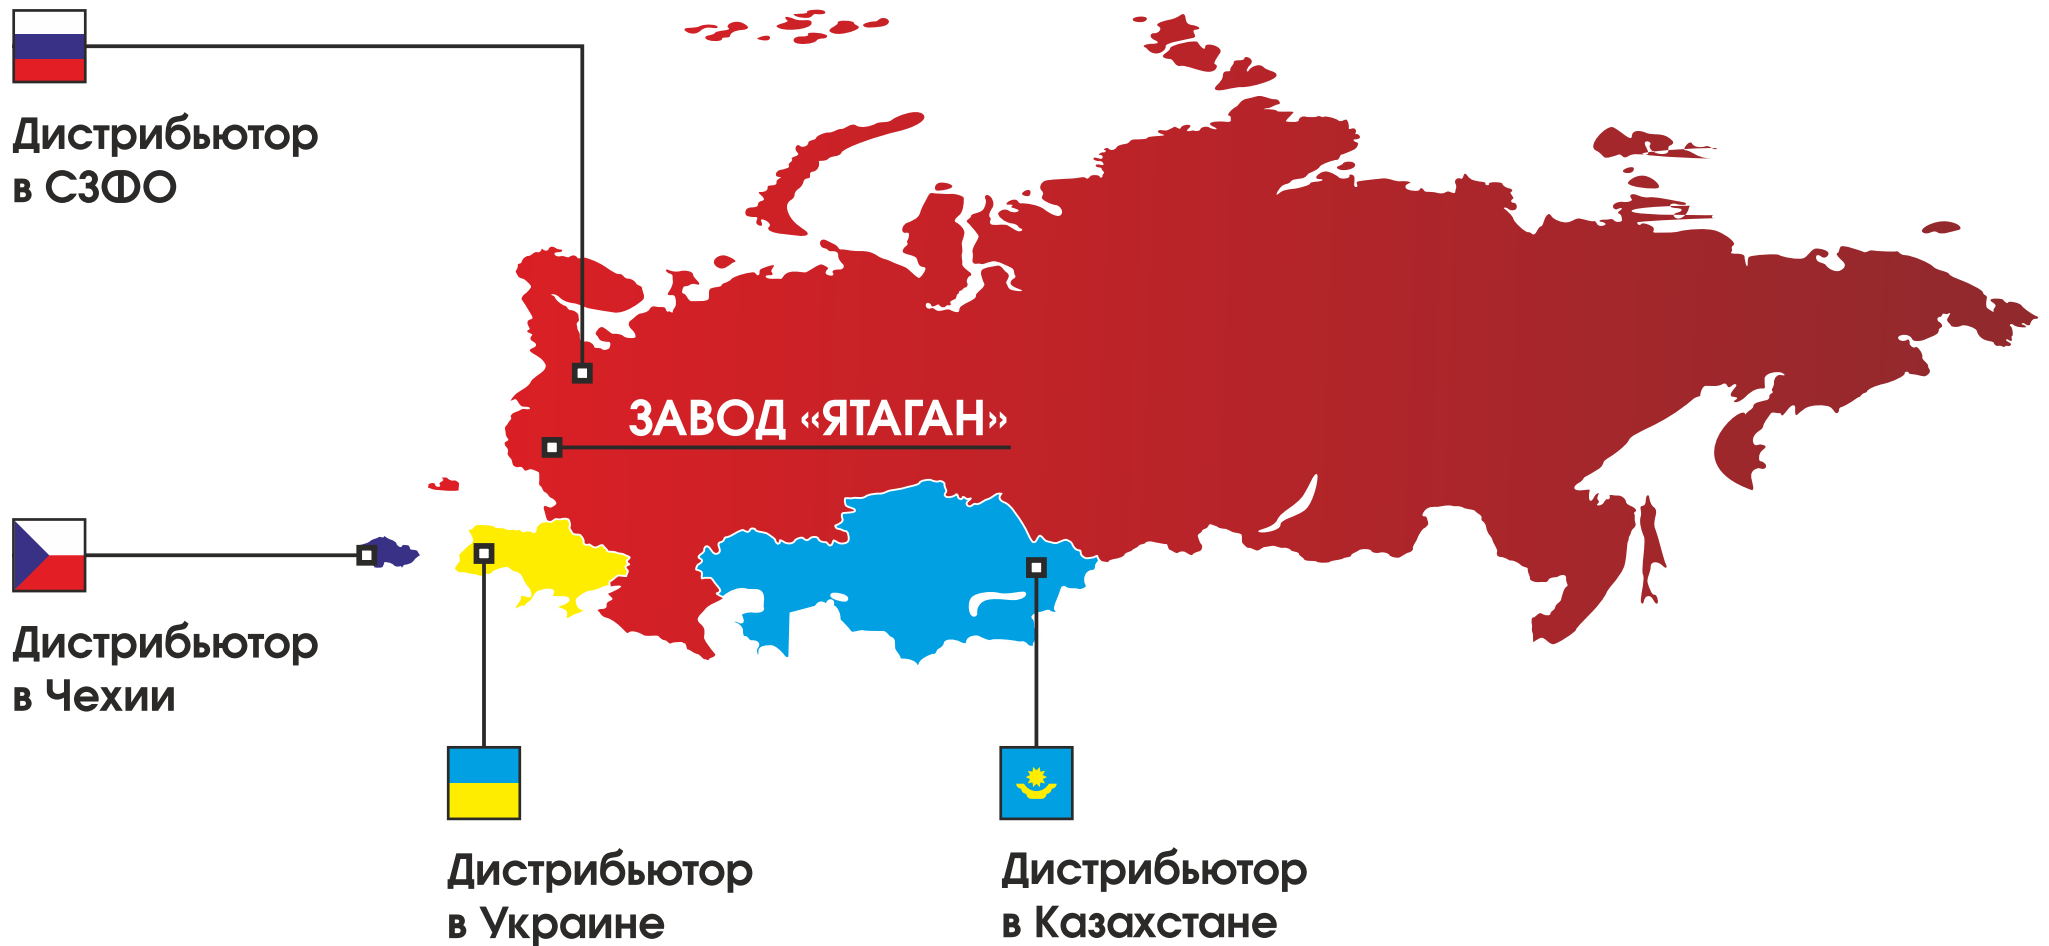 Дистрибьютор
в СЗФО
ЗАВОД «ЯТАГАН»
Дистрибьютор
в Чехии
Дистрибьютор
в Украине
Дистрибьютор
в Казахстане